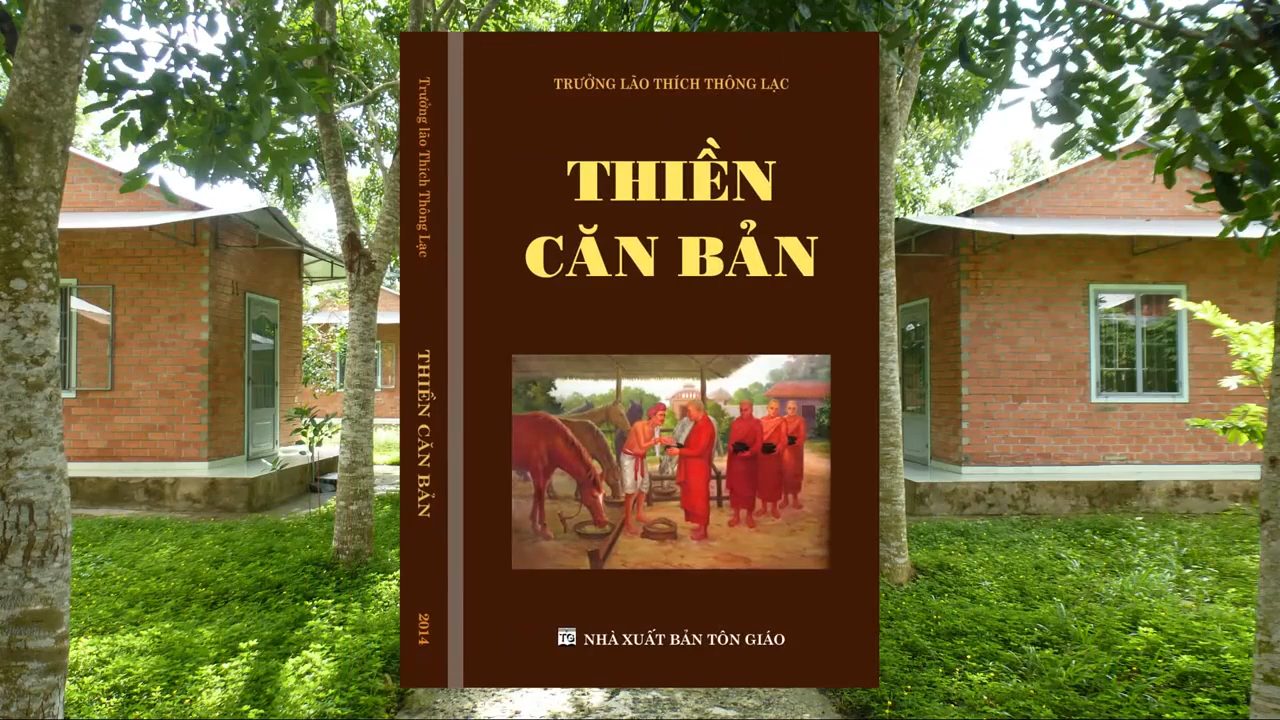 Trưởng lão Thích Thông Lạc
THIỀN CĂN BẢN
2014
TRƯỞNG LÃO THÍCH THÔNG LẠC
THIỀN
CĂN BẢN
TG NHÀ XUẤT BẢN TÔN GIÁO